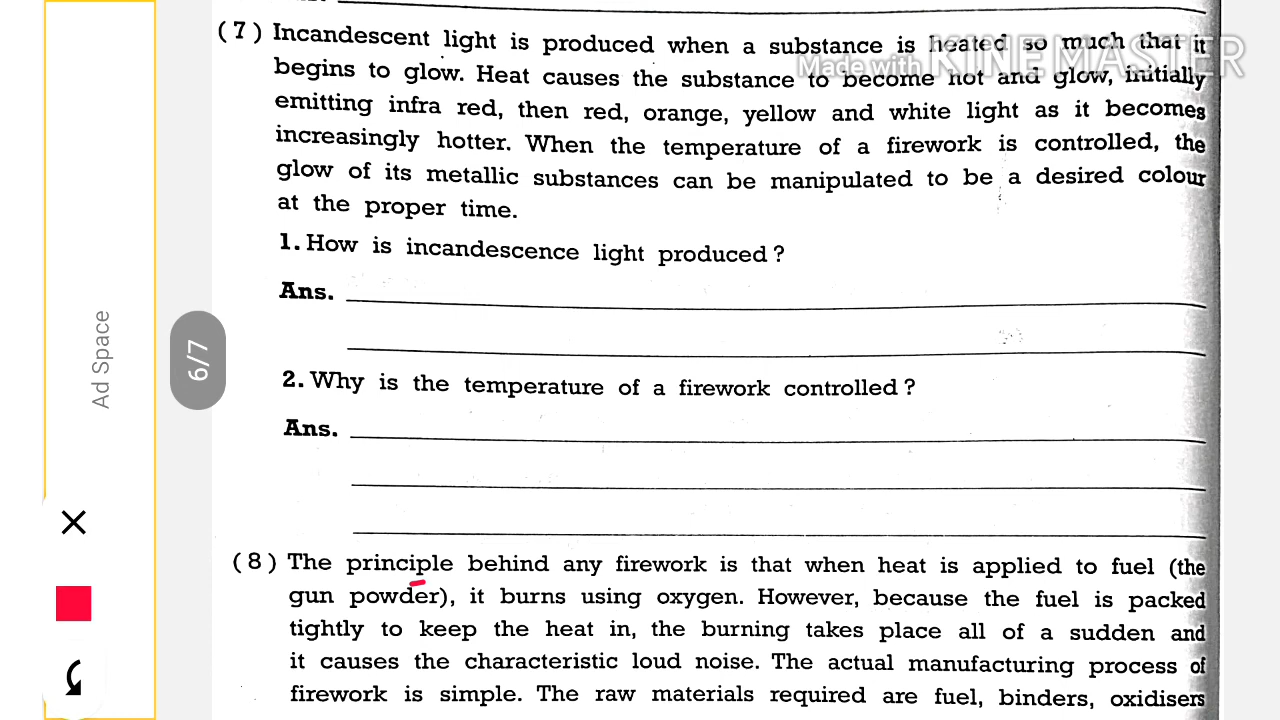 (7) Incandescent light is produced when a substance is heated so much that it
begins to glow. Heat causes the substance to become hot and glow, initially
emitting infra red, then red, orange, yellow and white light as it becomes
increasingly hotter. When the temperature of a firework is controlled, the
glow of its metallic substances can be manipulated to be a desired colour
at the proper time.
1. How is incandescence light produced ?
Ans.
2. Why is the temperature of a firework controlled ?
Ans.
(8) The principle behind any firework is that when heat is applied to fuel (the
gun powder), it burns using oxygen. However, because the fuel is packed
tightly to keep the heat in, the burning takes place all of a sudden and
it causes the characteristic loud noise. The actual manufacturing process of
firework is simple. The raw materials required are fuel, binders, oxidisers
Made with KINEMASTER
Ad Space
6/7